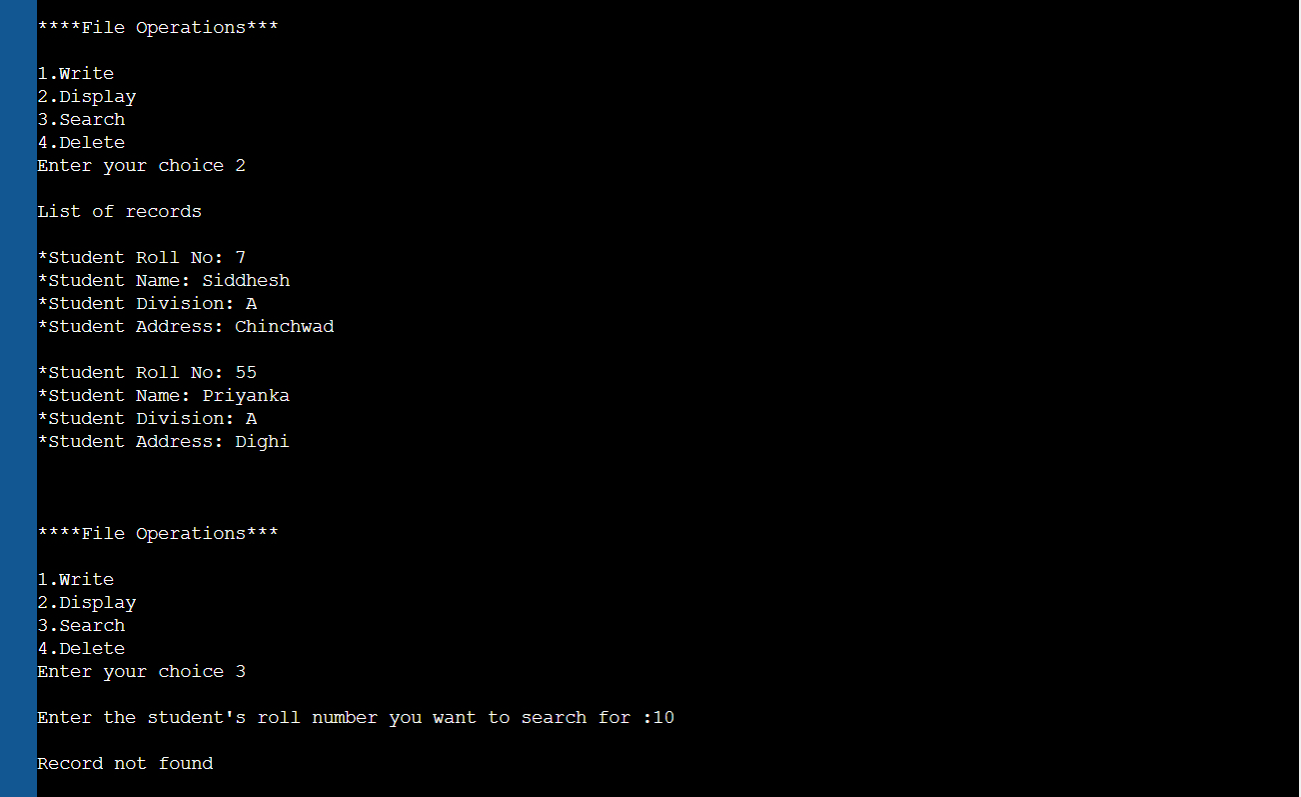 ****File Operations***
1.Write
2.Display
3.Search
4.Delete
Enter your choice 2
List of records
*Student Roll No: 7
*Student Name: Siddhesh
*Student Division: A
*Student Address: Chinchwad
*Student Roll No: 55
*Student Name: Priyanka
*Student Division: A
*Student Address: Dighi
****File Operations***
1.Write
2.Display
3.Search
4.Delete
Enter your choice 3
Enter the student's roll number you want to search for :10
Record not found